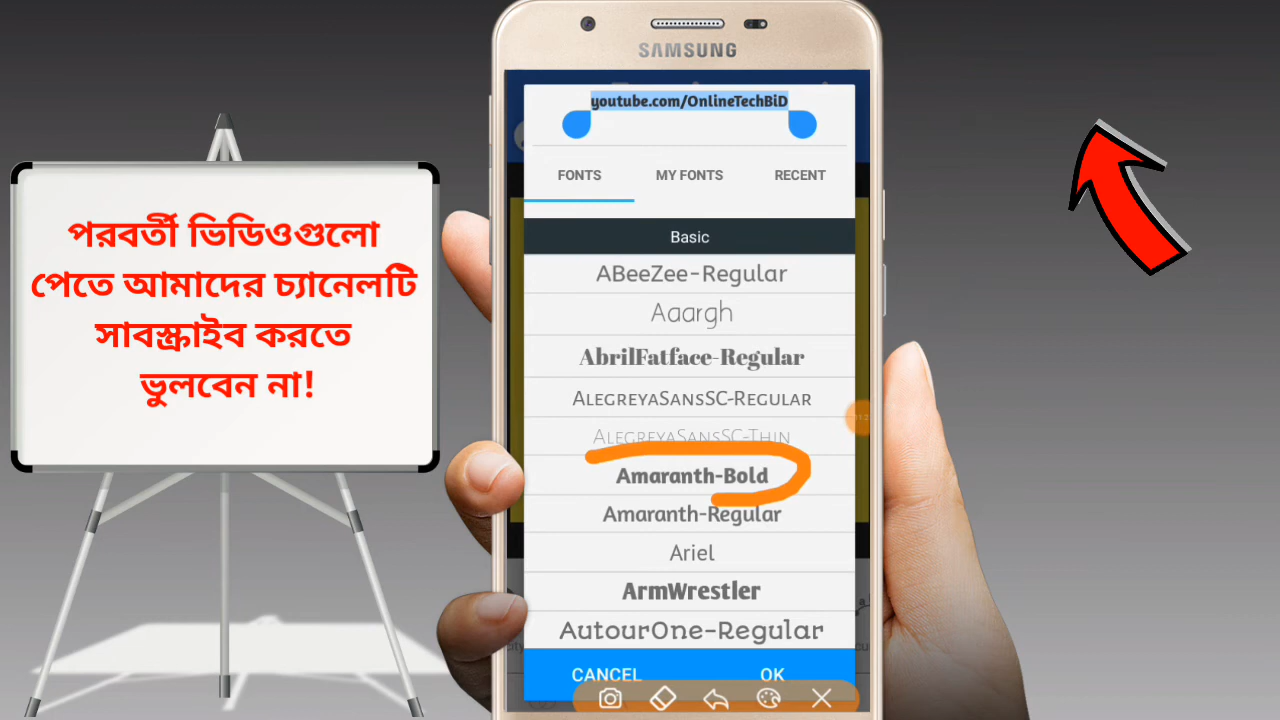 SAMSUNG
youtube.com/OnlineTechBiD
FONTS
MY FONTS
RECENT
Basic
ABeeZee-Regular
Aaargh
AbrilFatface-Regular
AlegreyaSansSC-Regular
AlegreyaSansSC-Thin
Amaranth-Bold
Amaranth-Regular
Ariel
ArmWrestler
AutourOne-Regular
CANCEL
OK
পরবর্তী ভিডিওগুলো
পেতে আমাদের চ্যানেলটি
সাবস্ক্রাইব করতে
ভুলবেন না!